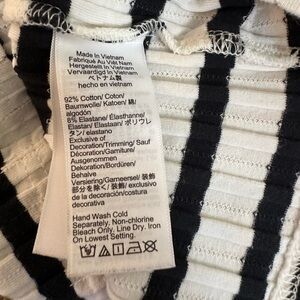 Made In Vietnam
Fabriqué Au Viêt Nam
Hergestellt In Vietnam
Vervaardigd In Vietnam
ベトナム製
hecho en vietnam
92% Cotton/ Coton/
Baumwolle/ Katoen/ 綿/
algodón
8% Elastane/ Élasthanne/
Elastan/ Elastaan/ ポリウレ
タン/ elastano
Exclusive of
Decoration/Trimming/ Sauf
Décoration/Garniture/
Ausgenommen
Dekoration/Bordüren/
Behalve
Versiering/Garneersel/ 装飾
部分を除く/ 装飾/ exclusivo
de la decoración/costura
Hand Wash Cold
Separately, Non-chlorine
Bleach Only, Line Dry, Iron
On Lowest Setting.